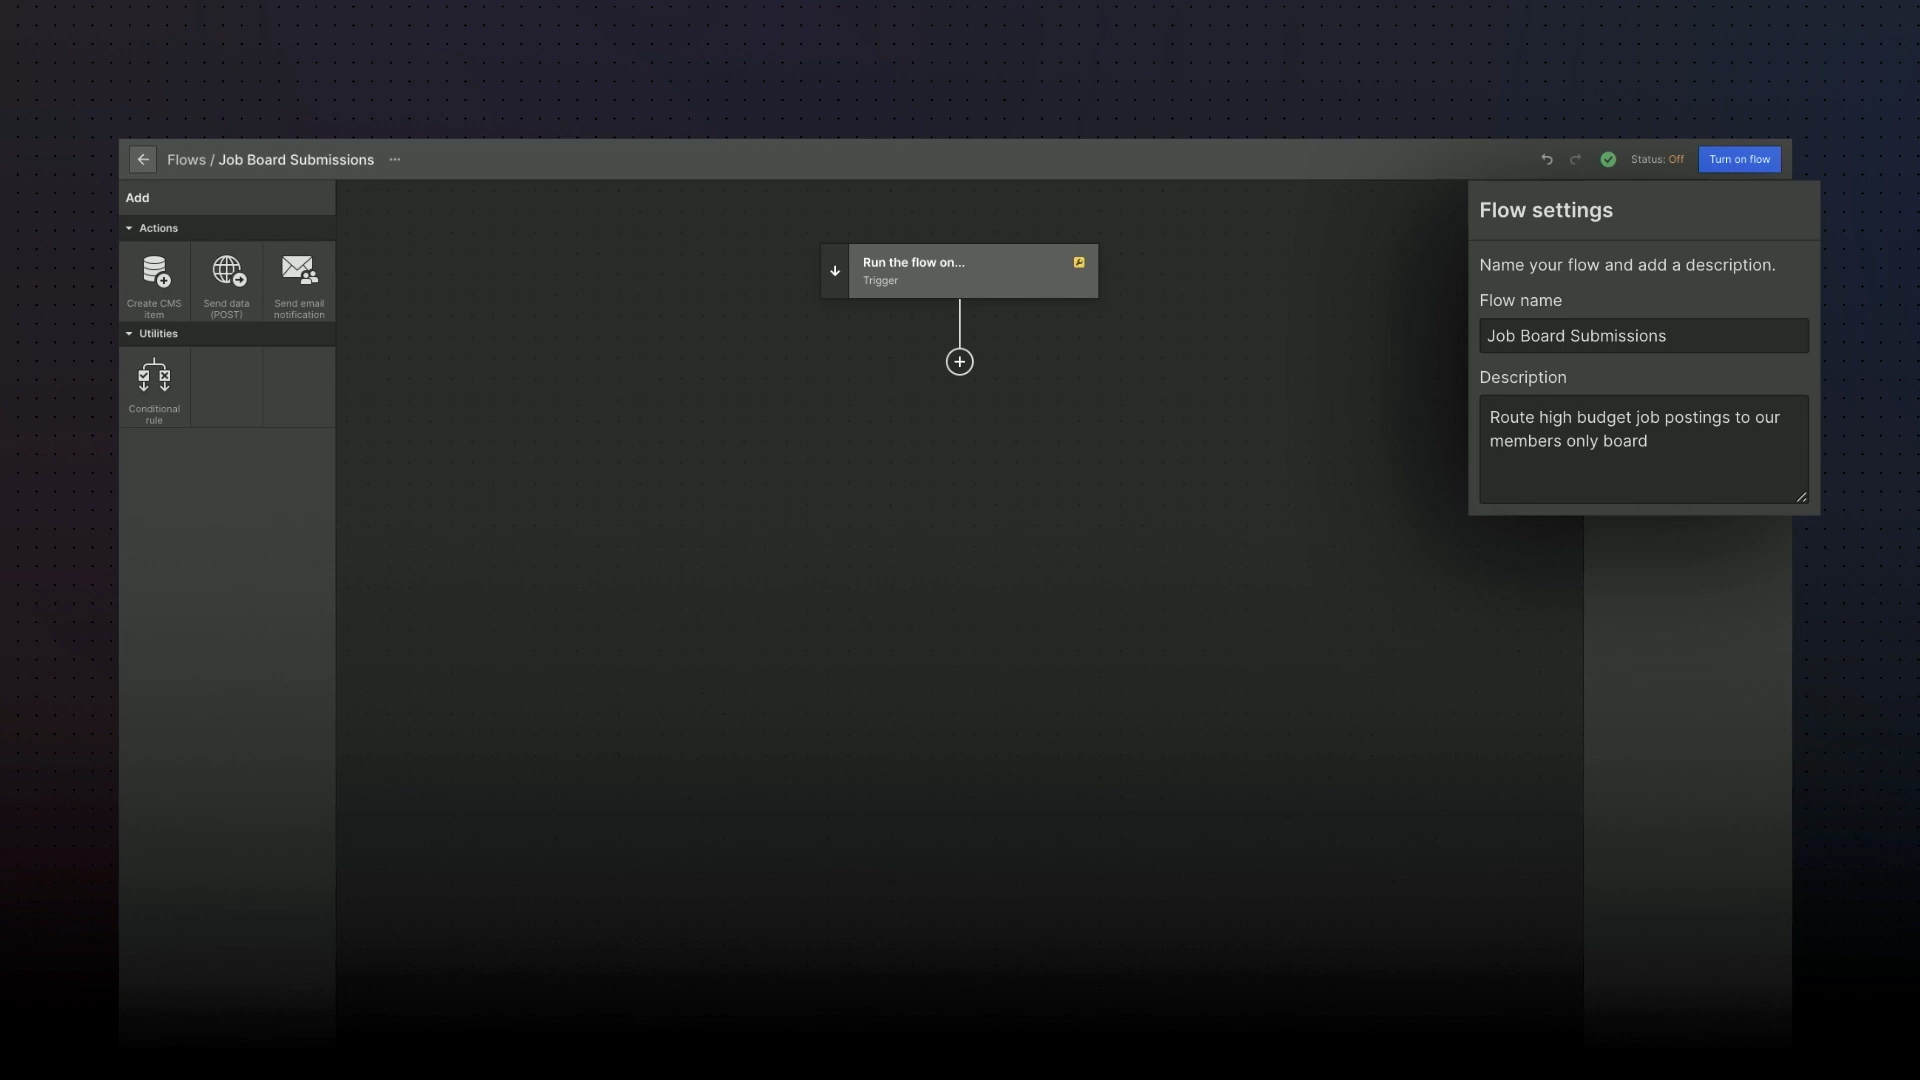 Flows / Job Board Submissions ...
Status: Off
Turn on flow
Add
Actions
Create CMS
item
Send data
(POST)
Send email
notification
Utilities
Conditional
rule
Run the flow on...
Trigger
Flow settings
Name your flow and add a description.
Flow name
Job Board Submissions
Description
Route high budget job postings to our
members only board